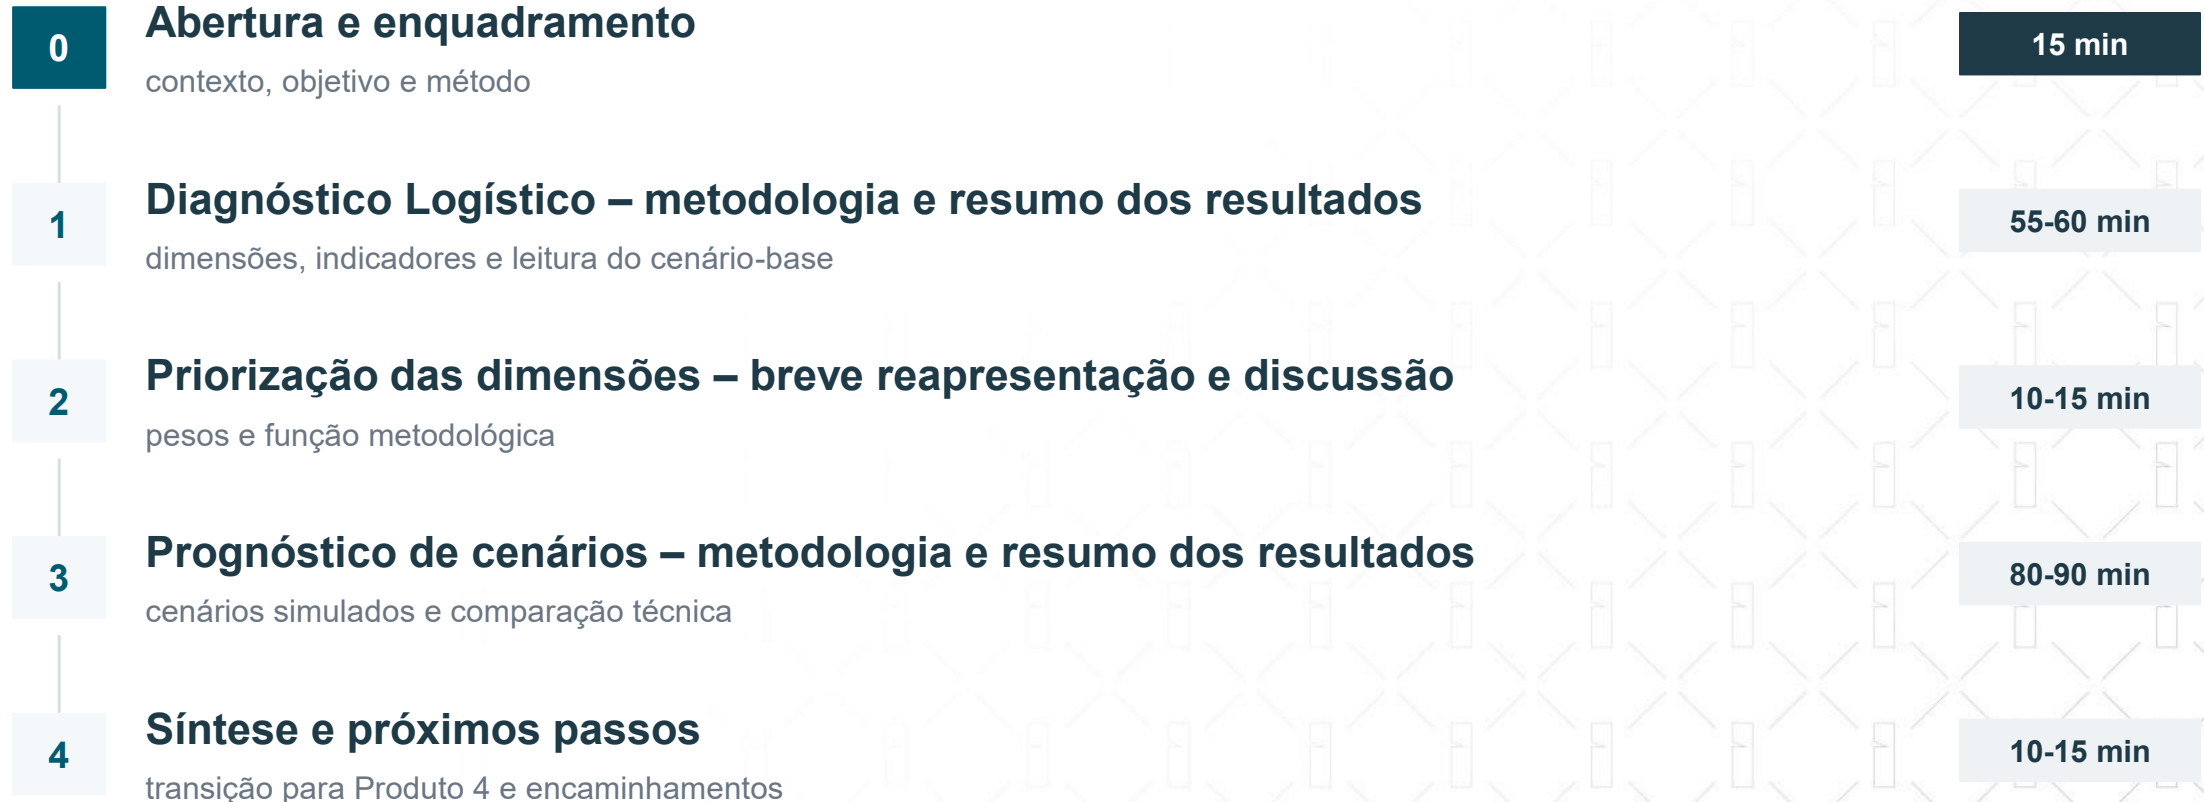 0
Abertura e enquadramento
15 min
contexto, objetivo e método
1
Diagnóstico Logístico – metodologia e resumo dos resultados
55-60 min
dimensões, indicadores e leitura do cenário-base
2
Priorização das dimensões – breve reapresentação e discussão
10-15 min
pesos e função metodológica
3
Prognóstico de cenários – metodologia e resumo dos resultados
80-90 min
cenários simulados e comparação técnica
4
Síntese e próximos passos
10-15 min
transição para Produto 4 e encaminhamentos